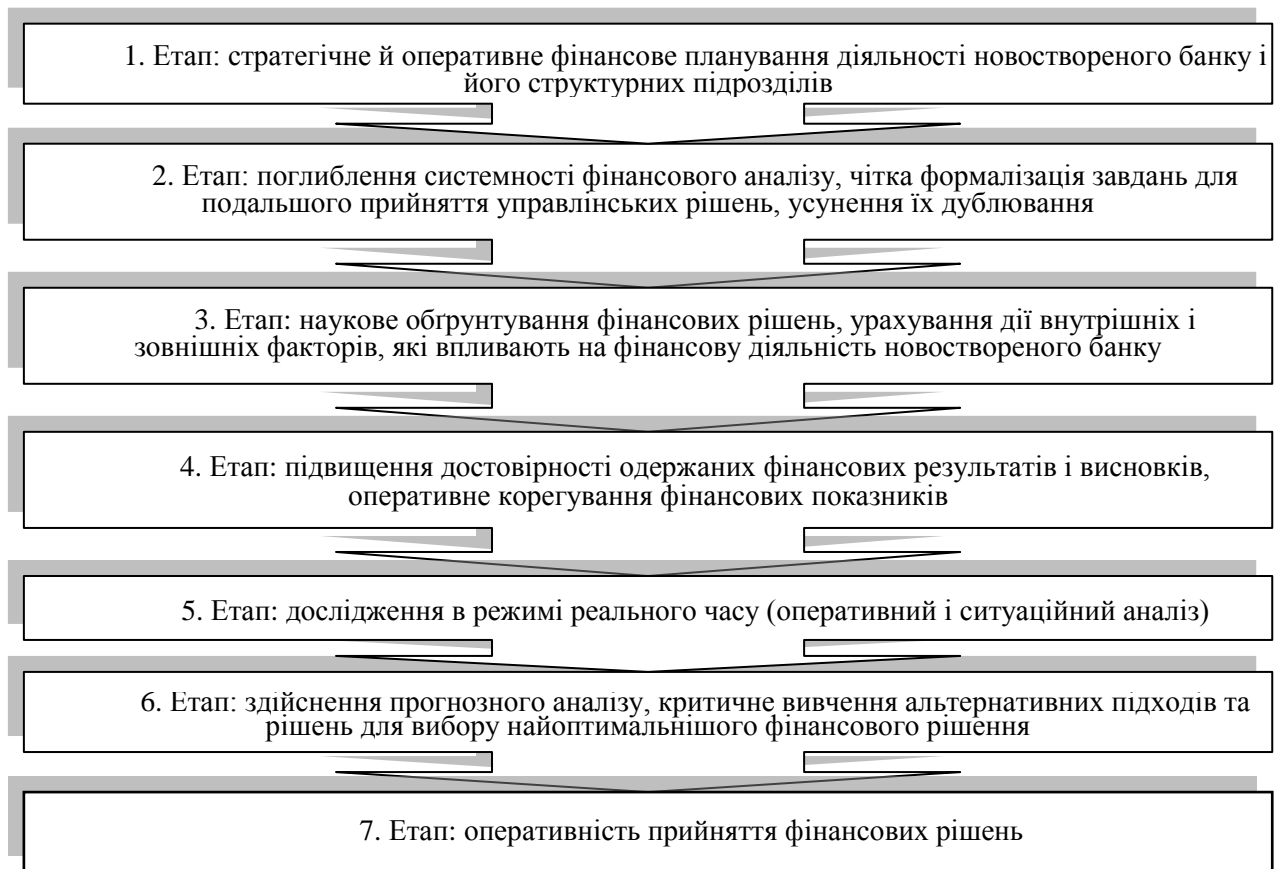 1. Етап: стратегічне й оперативне фінансове планування діяльності новоствореного банку і
його структурних підрозділів
2. Етап: поглиблення системності фінансового аналізу, чітка формалізація завдань для
подальшого прийняття управлінських рішень, усунення їх дублювання
3. Етап: наукове обґрунтування фінансових рішень, урахування дії внутрішніх і
зовнішніх факторів, які впливають на фінансову діяльність новоствореного банку
4. Етап: підвищення достовірності одержаних фінансових результатів і висновків,
оперативне корегування фінансових показників
5. Етап: дослідження в режимі реального часу (оперативний і ситуаційний аналіз)
6. Етап: здійснення прогнозного аналізу, критичне вивчення альтернативних підходів та
рішень для вибору найоптимальнішого фінансового рішення
7. Етап: оперативність прийняття фінансових рішень